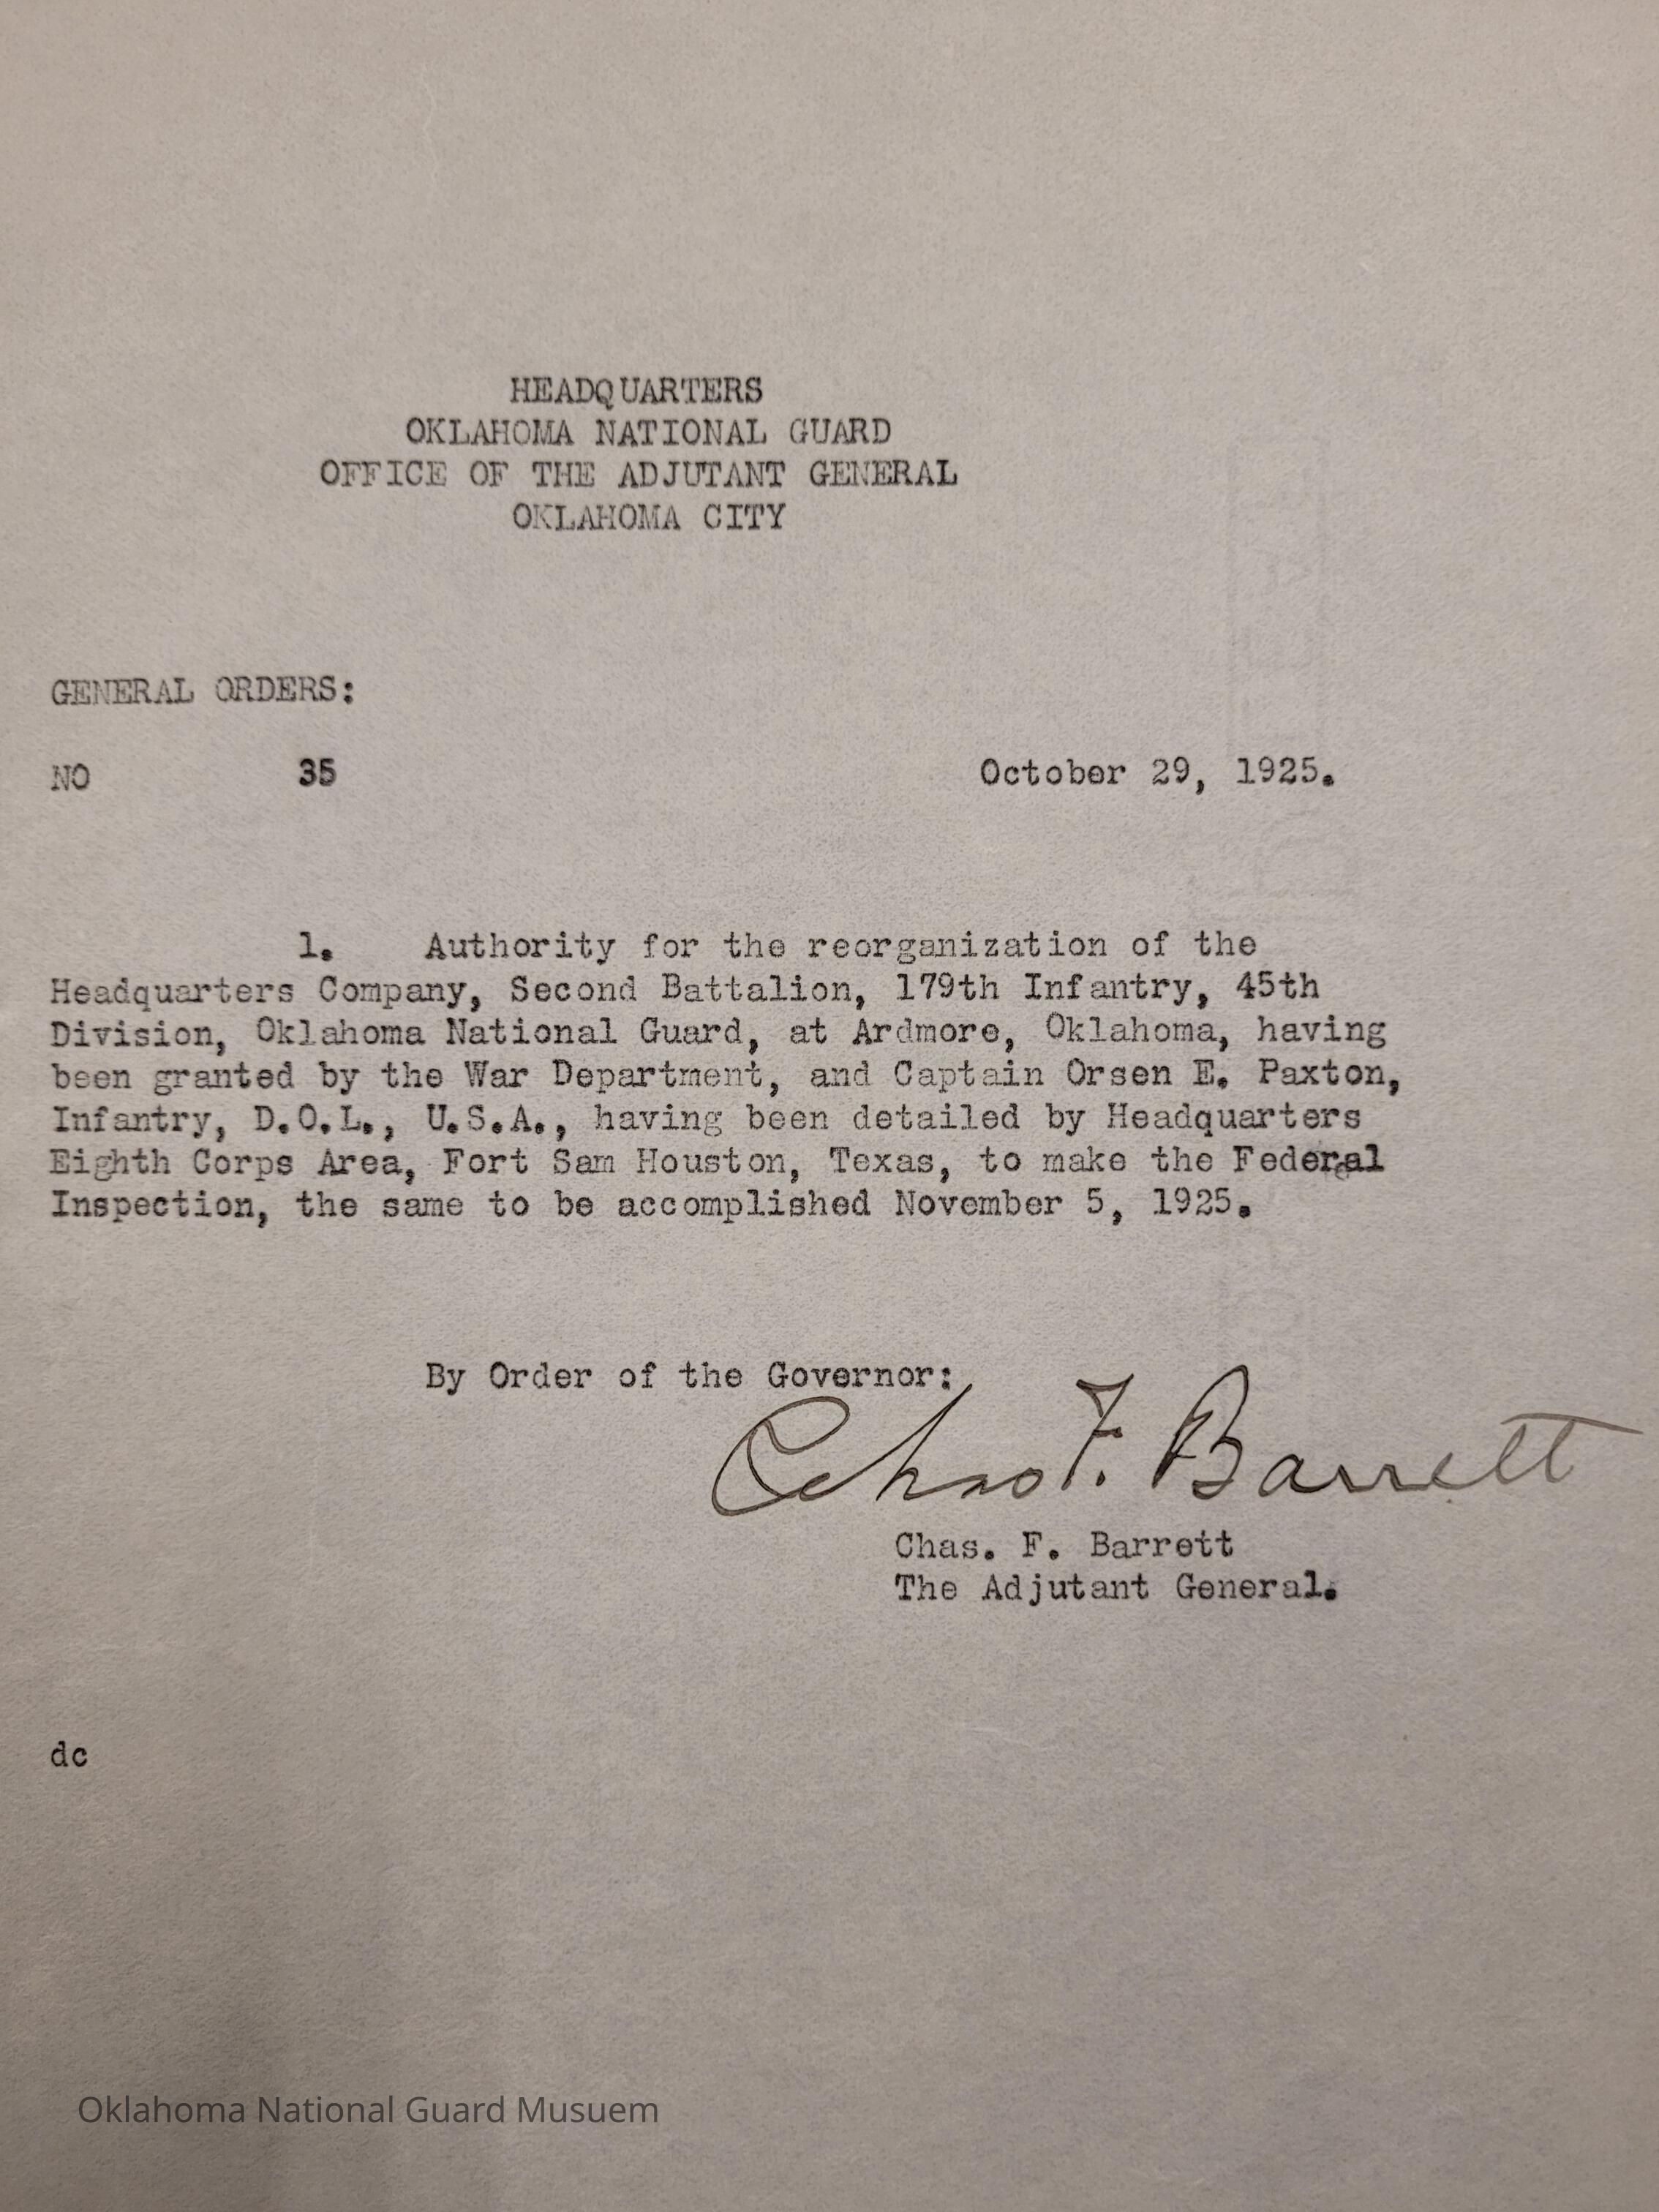 HEADQUARTERS
OKLAHOMA NATIONAL GUARD
OFFICE OF THE ADJUTANT GENERAL
OKLAHOMA CITY
GENERAL ORDERS:
NO 35 October 29, 1925.
1. Authority for the reorganization of the
Headquarters Company, Second Battalion, 179th Infantry, 45th
Division, Oklahoma National Guard, at Ardmore, Oklahoma, having
been granted by the War Department, and Captain Orsen E. Paxton,
Infantry, D.O.L., U.S.A., having been detailed by Headquarters
Eighth Corps Area, Fort Sam Houston, Texas, to make the Federal
Inspection, the same to be accomplished November 5, 1925.
By Order of the Governor:
Chas F. Barrett
Chas. F. Barrett
The Adjutant General.
dc
Oklahoma National Guard Musuem